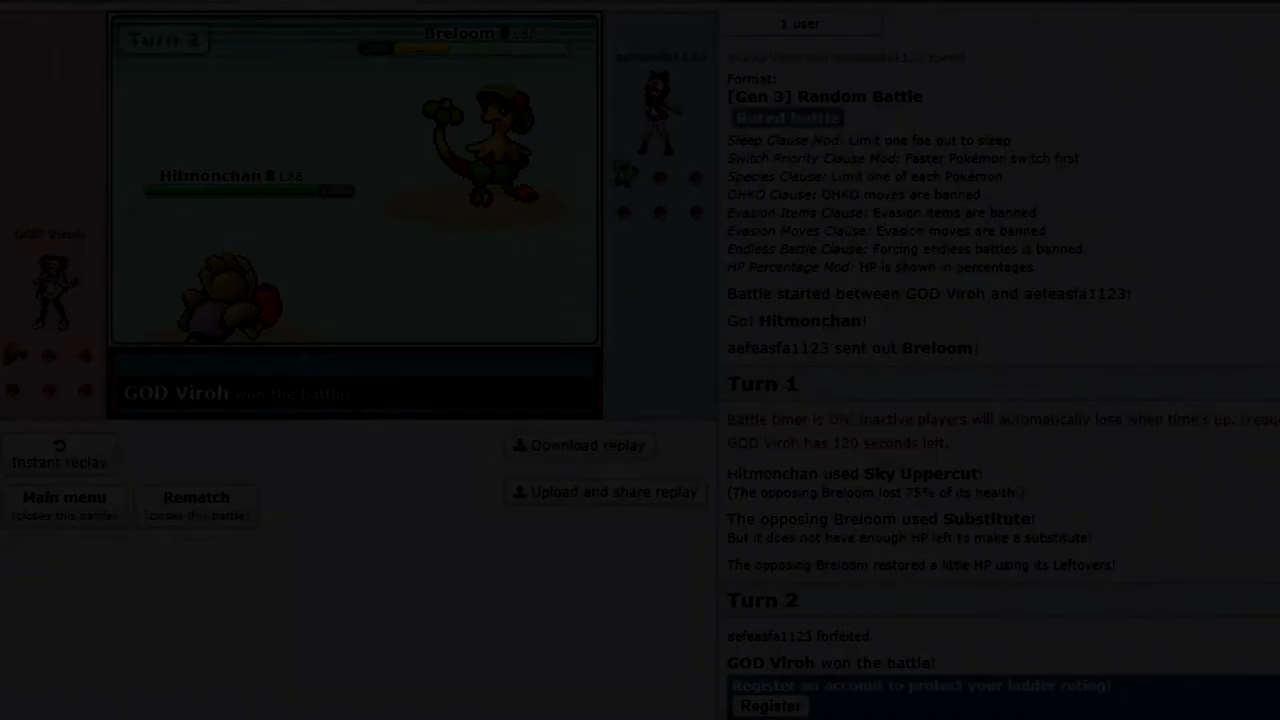 Turn 2
Breloom L80
Hitmonchan L88
GOD Viroh
GOD Viroh won the battle!
Instant replay
Download replay
Upload and share replay
Main menu
(closes this battle)
Rematch
(closes this battle)
1 user
Format:
[Gen 3] Random Battle
Rated battle
Sleep Clause Mod: Limit one foe put to sleep
Switch Priority Clause Mod: Faster Pokémon switch first
Species Clause: Limit one of each Pokémon
OHKO Clause: OHKO moves are banned
Evasion Items Clause: Evasion items are banned
Evasion Moves Clause: Evasion moves are banned
Endless Battle Clause: Forcing endless battles is banned
HP Percentage Mod: HP is shown in percentages
Battle started between GOD Viroh and aefeasfa1123!
Go! Hitmonchan!
aefeasfa1123 sent out Breloom!
Turn 1
Battle timer is ON: inactive players will automatically lose when time's up. (reque
GOD Viroh has 120 seconds left.
Hitmonchan used Sky Uppercut!
(The opposing Breloom lost 75% of its health!)
The opposing Breloom used Substitute!
But it does not have enough HP left to make a substitute!
The opposing Breloom restored a little HP using its Leftovers!
Turn 2
aefeasfa1123 forfeited.
GOD Viroh won the battle!
Register an account to protect your ladder rating!
Register